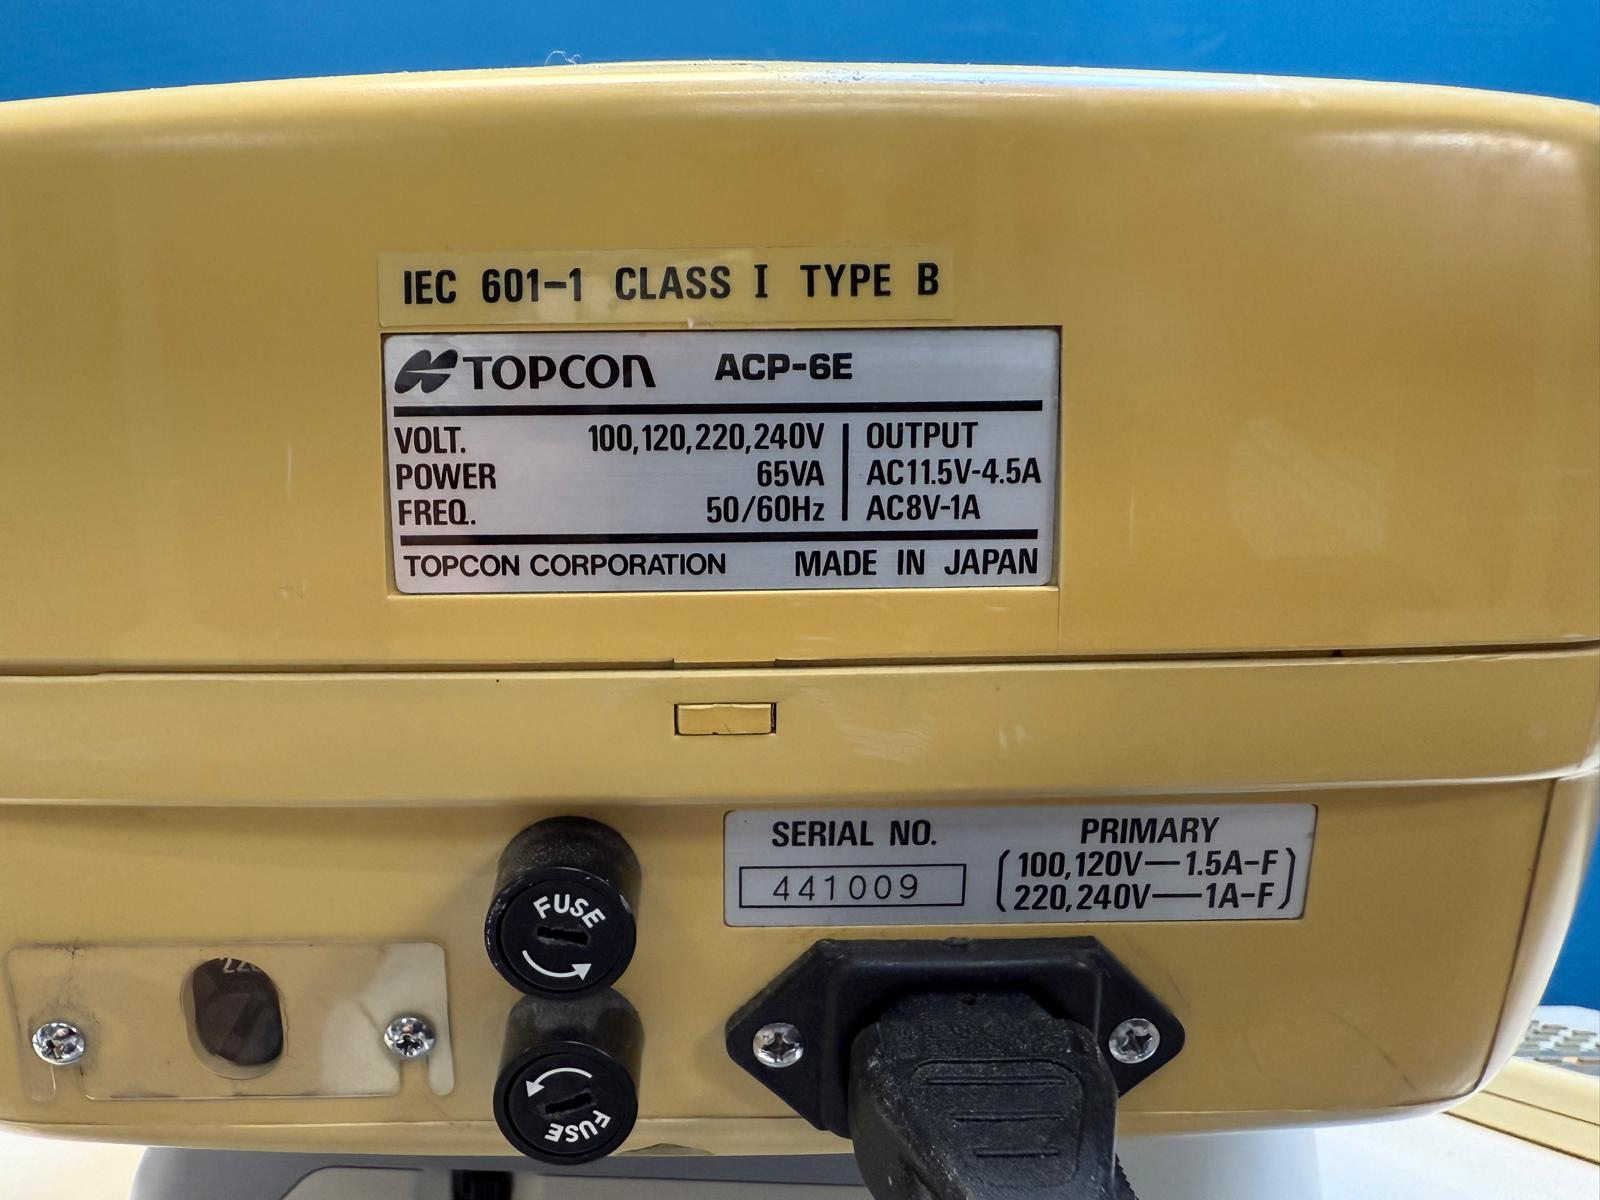 IEC 601-1 CLASS I TYPE B
TOPCON ACP-6E
VOLT. 100,120,220,240V
POWER 65VA
FREQ. 50/60Hz
OUTPUT
AC11.5V-4.5A
AC8V-1A
TOPCON CORPORATION MADE IN JAPAN
SERIAL NO.
441009
PRIMARY
(100,120V—1.5A-F)
(220,240V—1A-F)
FUSE
FUSE